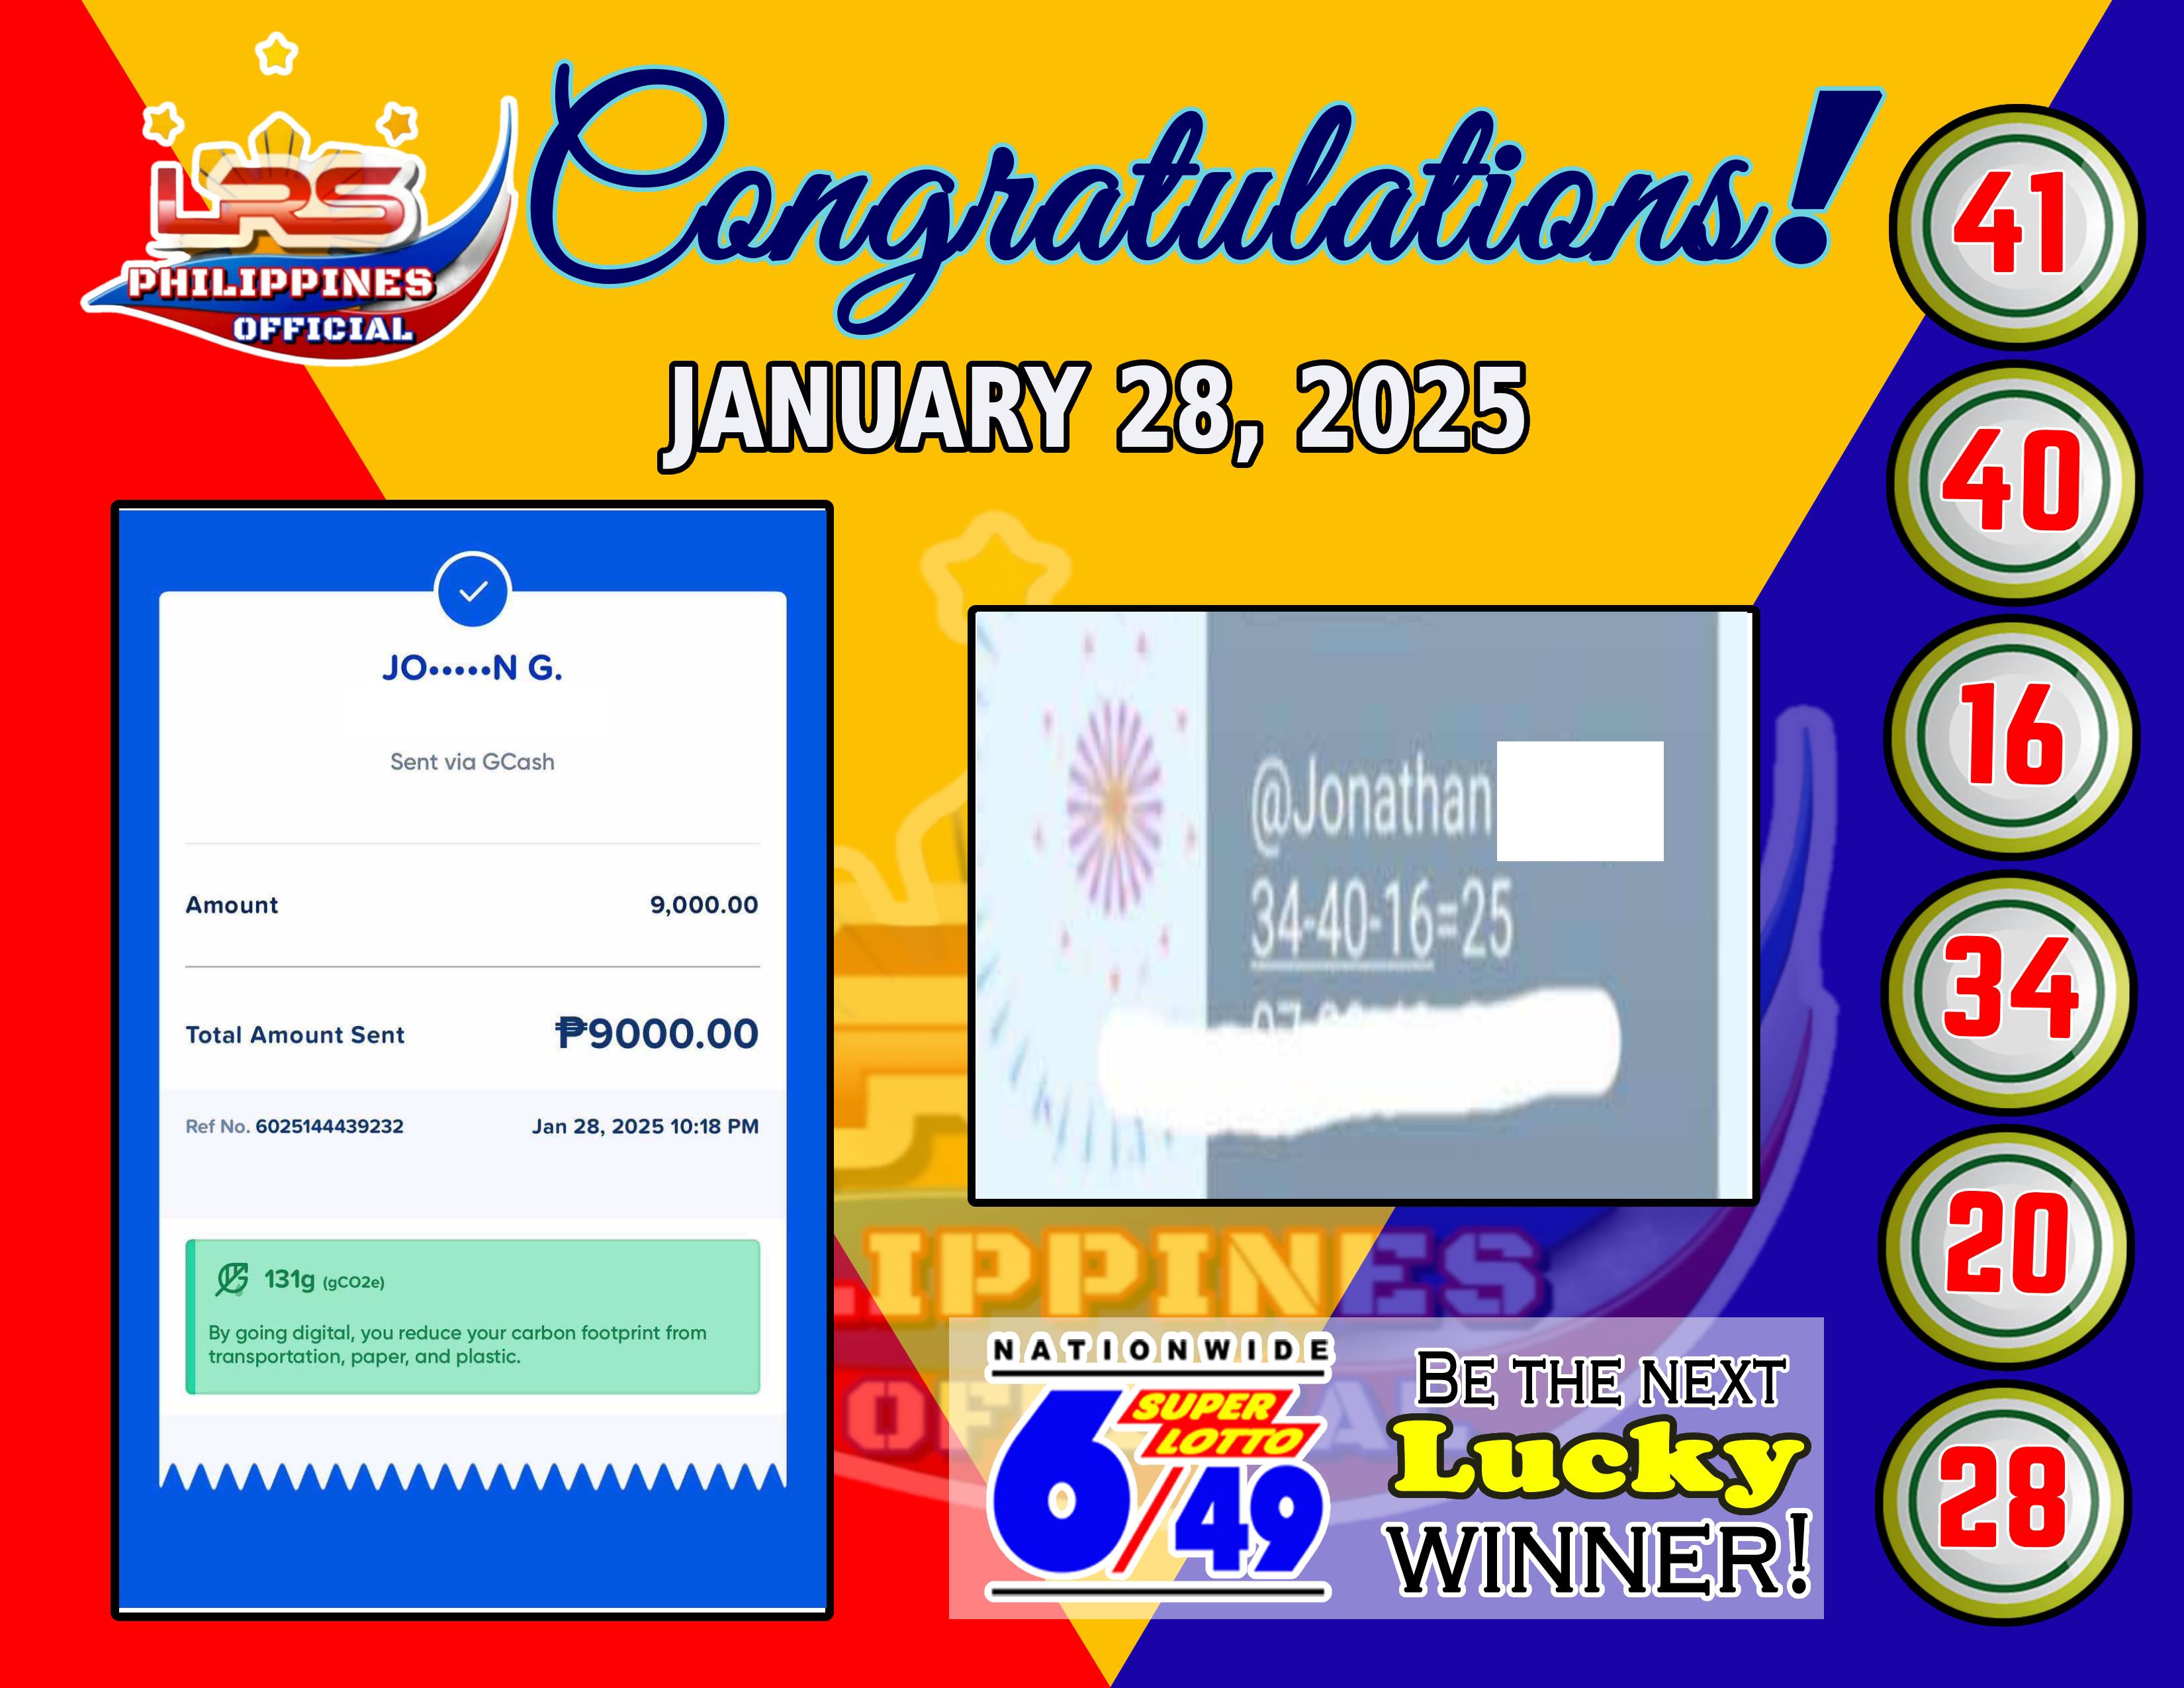 LRS
PHILIPPINES
OFFICIAL
Congratulations!
JANUARY 28, 2025
JO•••••N G.
Sent via GCash
Amount 9,000.00
Total Amount Sent ₱9000.00
Ref No. 6025144439232 Jan 28, 2025 10:18 PM
131g (gCO2e)
By going digital, you reduce your carbon footprint from
transportation, paper, and plastic.
@Jonathan
34-40-16=25
LIPPINES
NATIONWIDE
SUPER
LOTTO
6/49
BE THE NEXT
Lucky
WINNER!
41
40
16
34
20
28